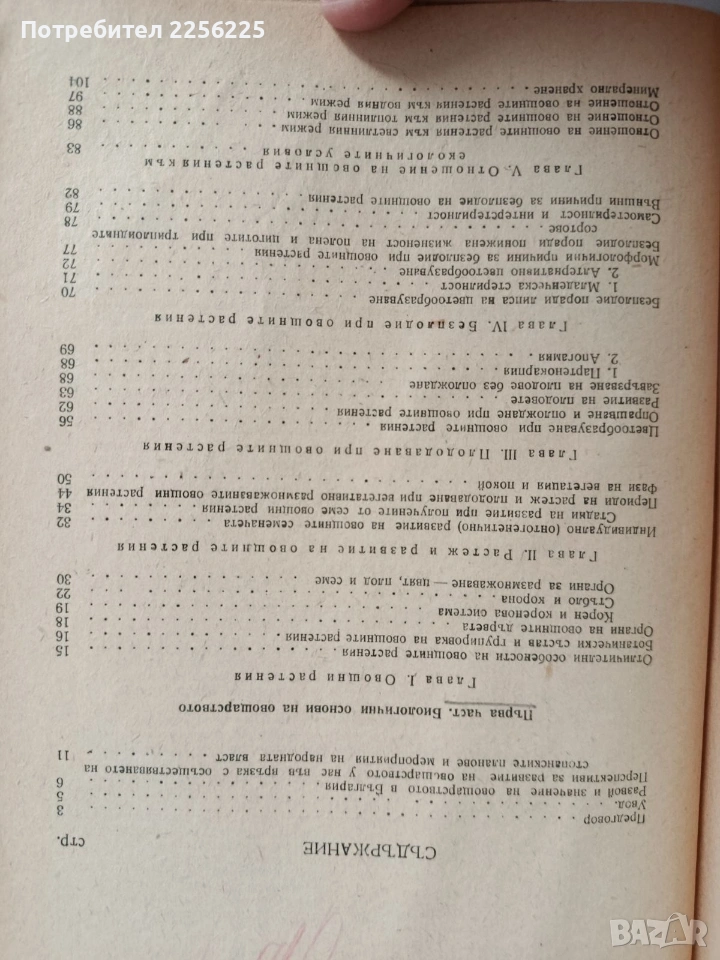 Потребител 2256225
СЪДЪРЖАНИЕ
стр.
Предговор 3
Увод. 5
Развой и значение на овощарството в България 6
Перспективи за развитие на овощарството у нас във връзка с осъществяването на
стопанските планове и мероприятия на народната власт 11
Първа част. Биологични основи на овощарството
Глава I. Овощни растения
Отличителни особености на овощните растения 15
Ботанически състав и групировка на овощните растения 16
Органи на овощните дървета 18
Корен и коренова система 19
Стъбло и корона 22
Органи за размножаване — цвят, плод и семе 30
Глава II. Растеж и развитие на овощните растения
Индивидуално (онтогенетично) развитие на овощните семеначета 32
Стадии на развитие при получените от семе овощни растения 34
Периоди на растеж и плододаване при вегетативно размножаваните овощни растения 44
Фази на вегетация и покой 50
Глава III. Плододаване при овощните растения
Цветообразуване при овощните растения 56
Опрашване и оплождане при овощните растения 62
Развитие на плодовете 63
Завързване на плодове без оплождане 68
1. Партенокарпия 68
2. Апогамия 69
Глава IV. Безплодие при овощните растения
Безплодие поради липса на цветообразуване 70
1. Младенческа стерилност 71
2. Алтернативно цветообразуване 72
Морфологични причини за безплодие при овощните растения 77
Безплодие поради понижена жизненост на полена и яйцеклетките при триплоидните
сортове 78
Самостерилност и интерстерилност 79
Външни причини за безплодие на овощните растения 82
Глава V. Отношение на овощните растения към
екологичните условия 83
Отношение на овощните растения към светлинния режим 86
Отношение на овощните растения към топлинния режим 88
Отношение на овощните растения към водния режим 97
Минерално хранене 104
BAZAR